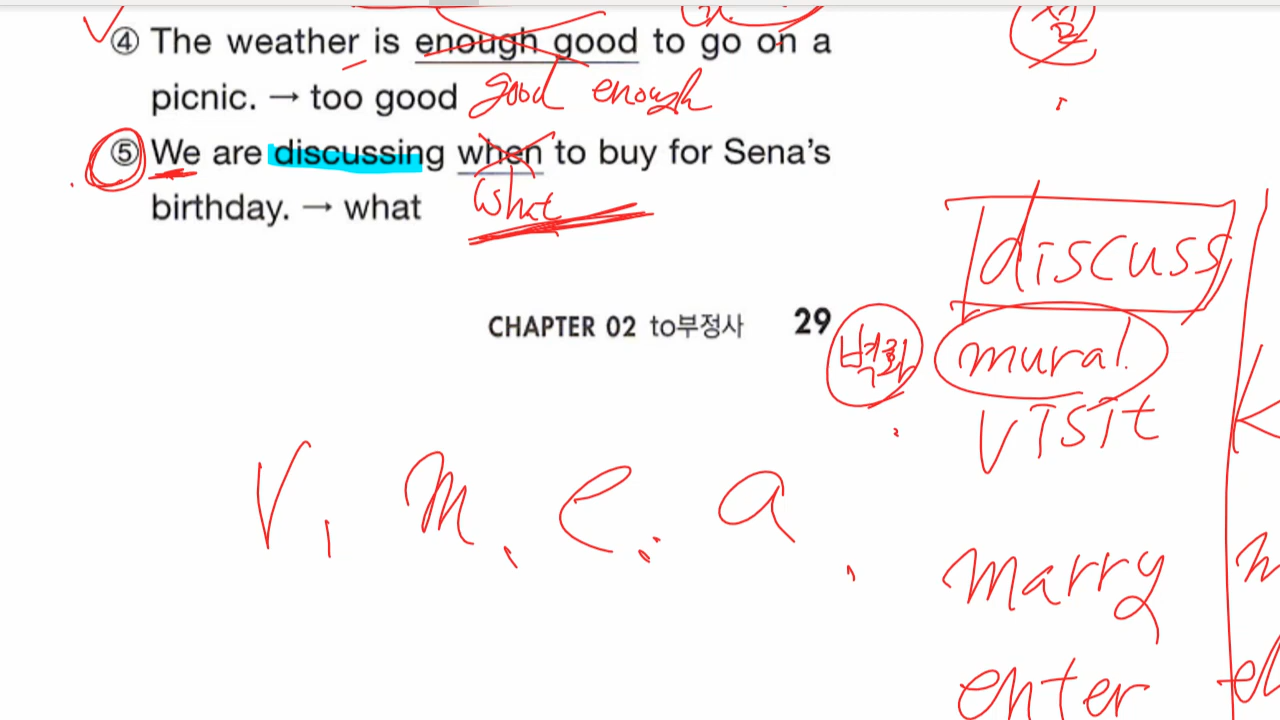 ④ The weather is enough good to go on a
picnic. → too good good enough
⑤ We are discussing when to buy for Sena's
birthday. → what what
discuss
CHAPTER 02 to부정사 29
벽화 mural
visit
v, m, e, a,
marry
enter